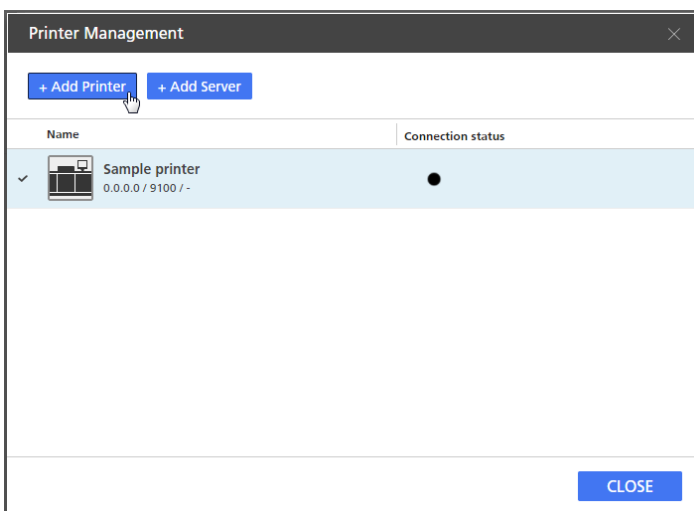 Printer Management
+ Add Printer
+ Add Server
Name
Connection status
Sample printer
0.0.0.0 / 9100 / -
CLOSE